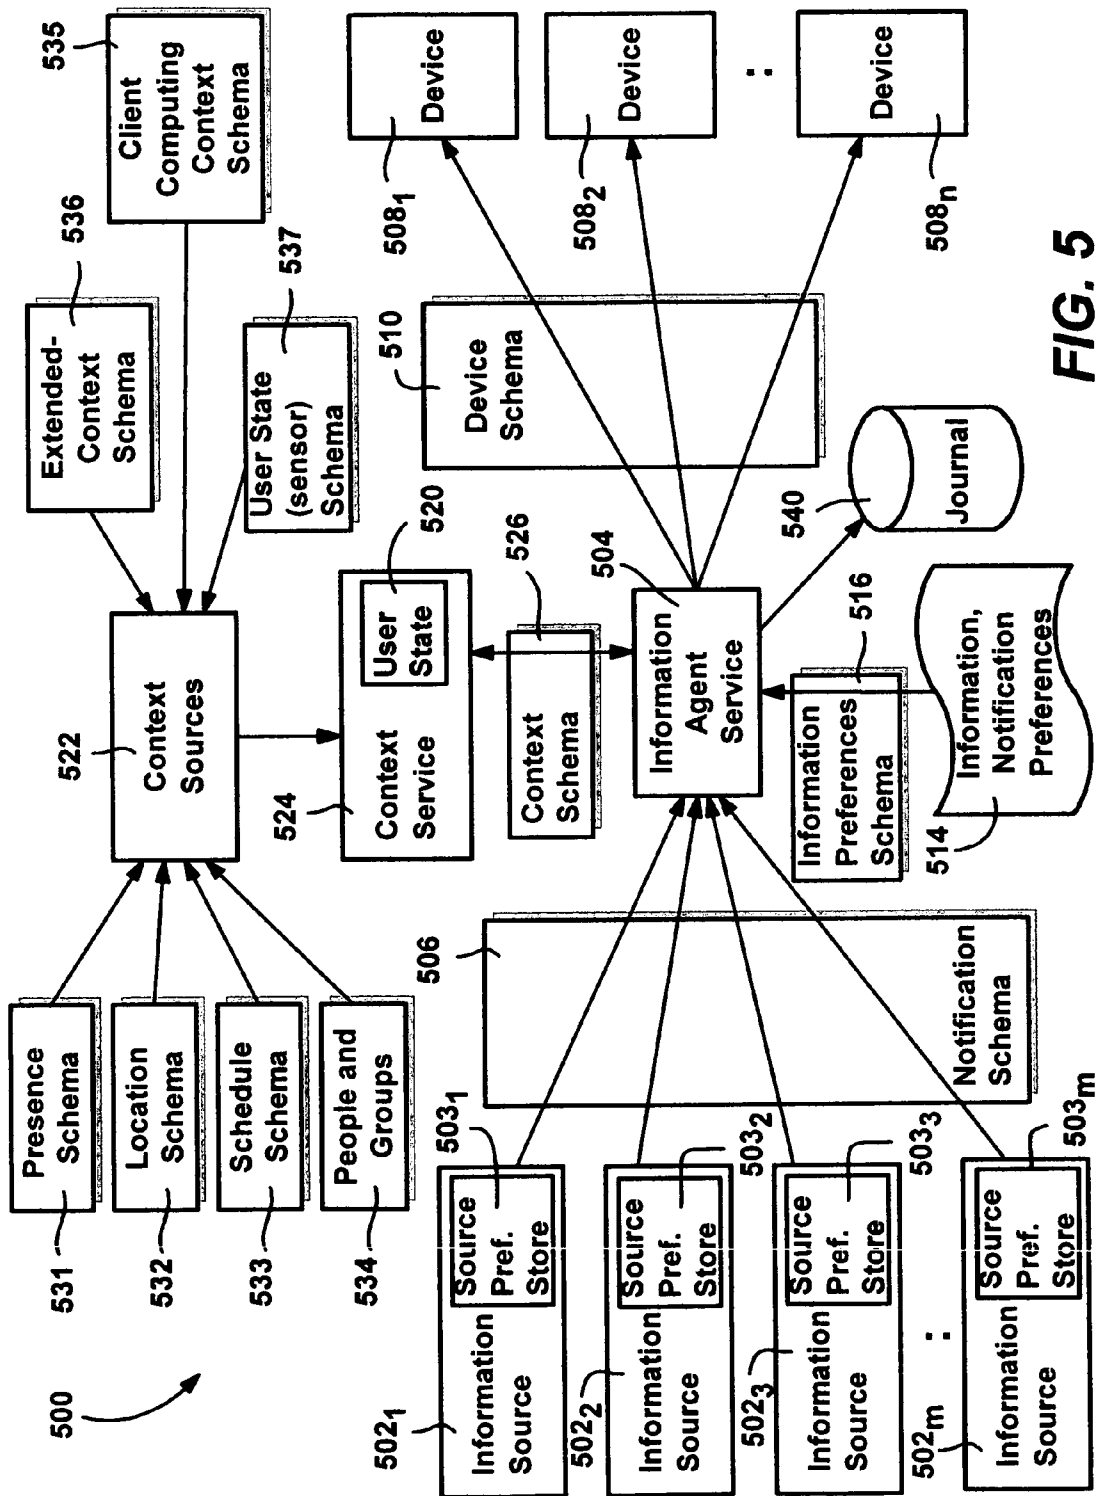 500
531
Presence
Schema
532
Location
Schema
533
Schedule
Schema
534
People and
Groups
522
Context
Sources
Extended-
Context
Schema
536
Client
Computing
Context
Schema
535
User State
(sensor)
Schema
537
524
Context
Service
User
State
520
Context
Schema
526
502₁
Information
Source
Source
Pref.
Store
503₁
502₂
Information
Source
Source
Pref.
Store
503₂
502₃
Information
Source
Source
Pref.
Store
503₃
:
502ₘ
Information
Source
Source
Pref.
Store
503ₘ
506
Notification
Schema
Information
Agent
Service
504
Information
Preferences
Schema
516
514
Information,
Notification
Preferences
540
Journal
510
Device
Schema
508₁
Device
508₂
Device
:
508ₙ
Device
FIG. 5